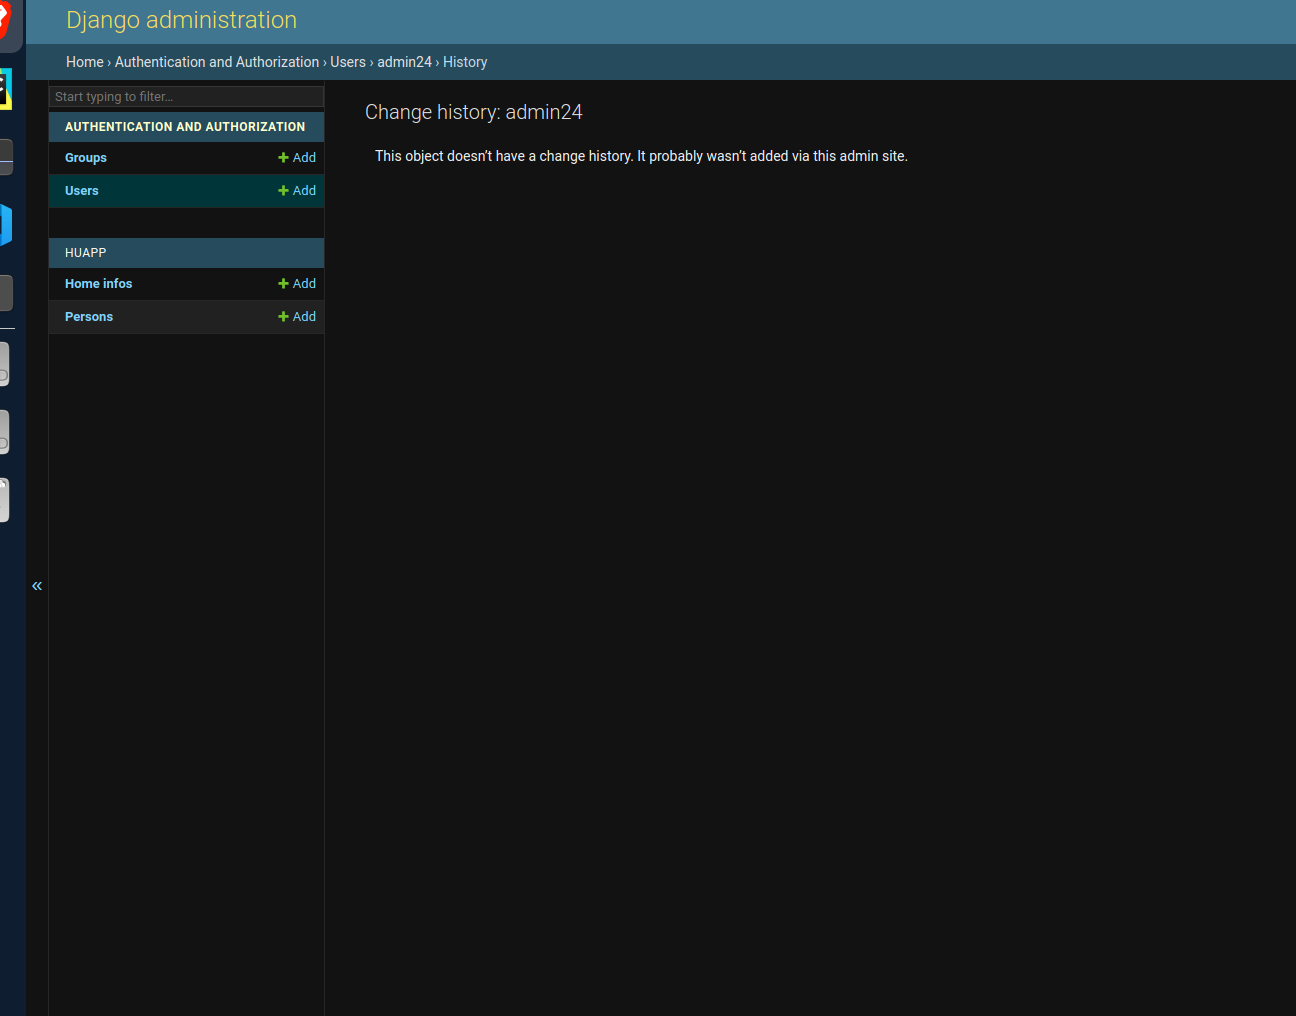 Django administration
Home › Authentication and Authorization › Users › admin24 › History
Start typing to filter…
AUTHENTICATION AND AUTHORIZATION
Groups + Add
Users + Add
HUAPP
Home infos + Add
Persons + Add
«
Change history: admin24
This object doesn’t have a change history. It probably wasn’t added via this admin site.